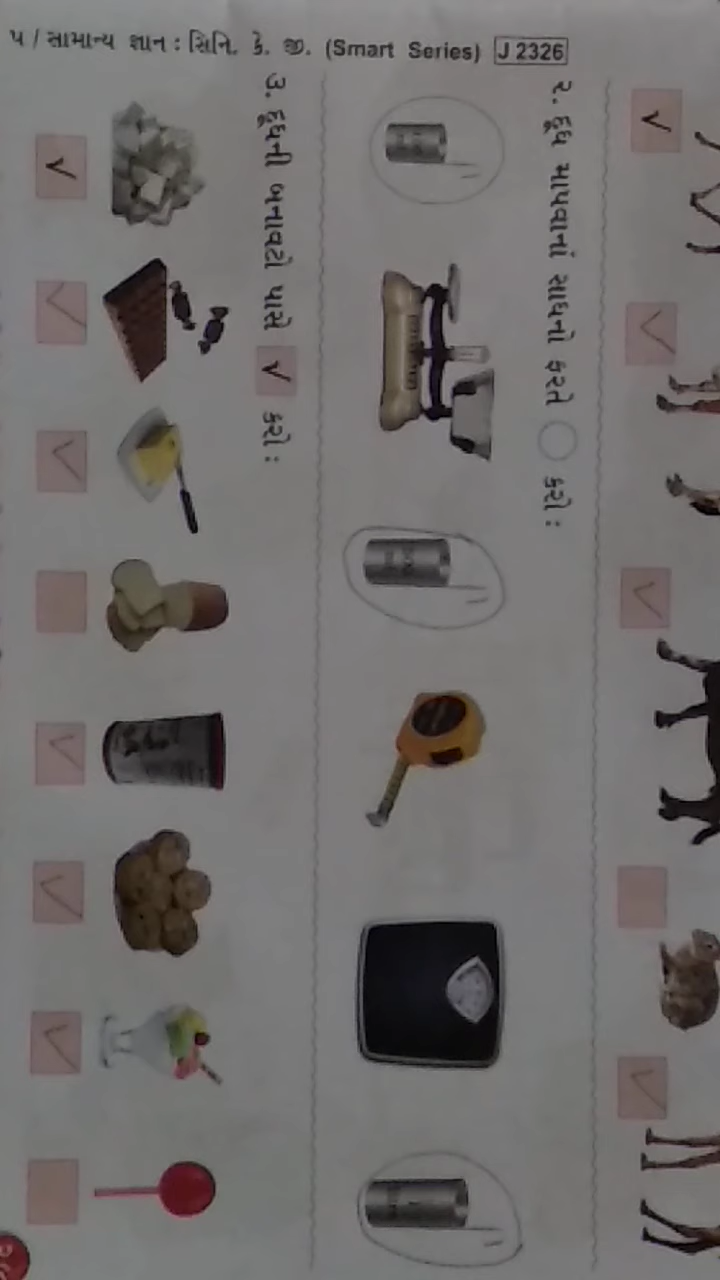 ૨. દૂધ માપવાનાં સાધનો ફરતે ◯ કરો :
૩. દૂધની બનાવટો પાસે ✓ કરો :
૫ / સામાન્ય જ્ઞાન : સિનિ. કે. જી. (Smart Series) J 2326